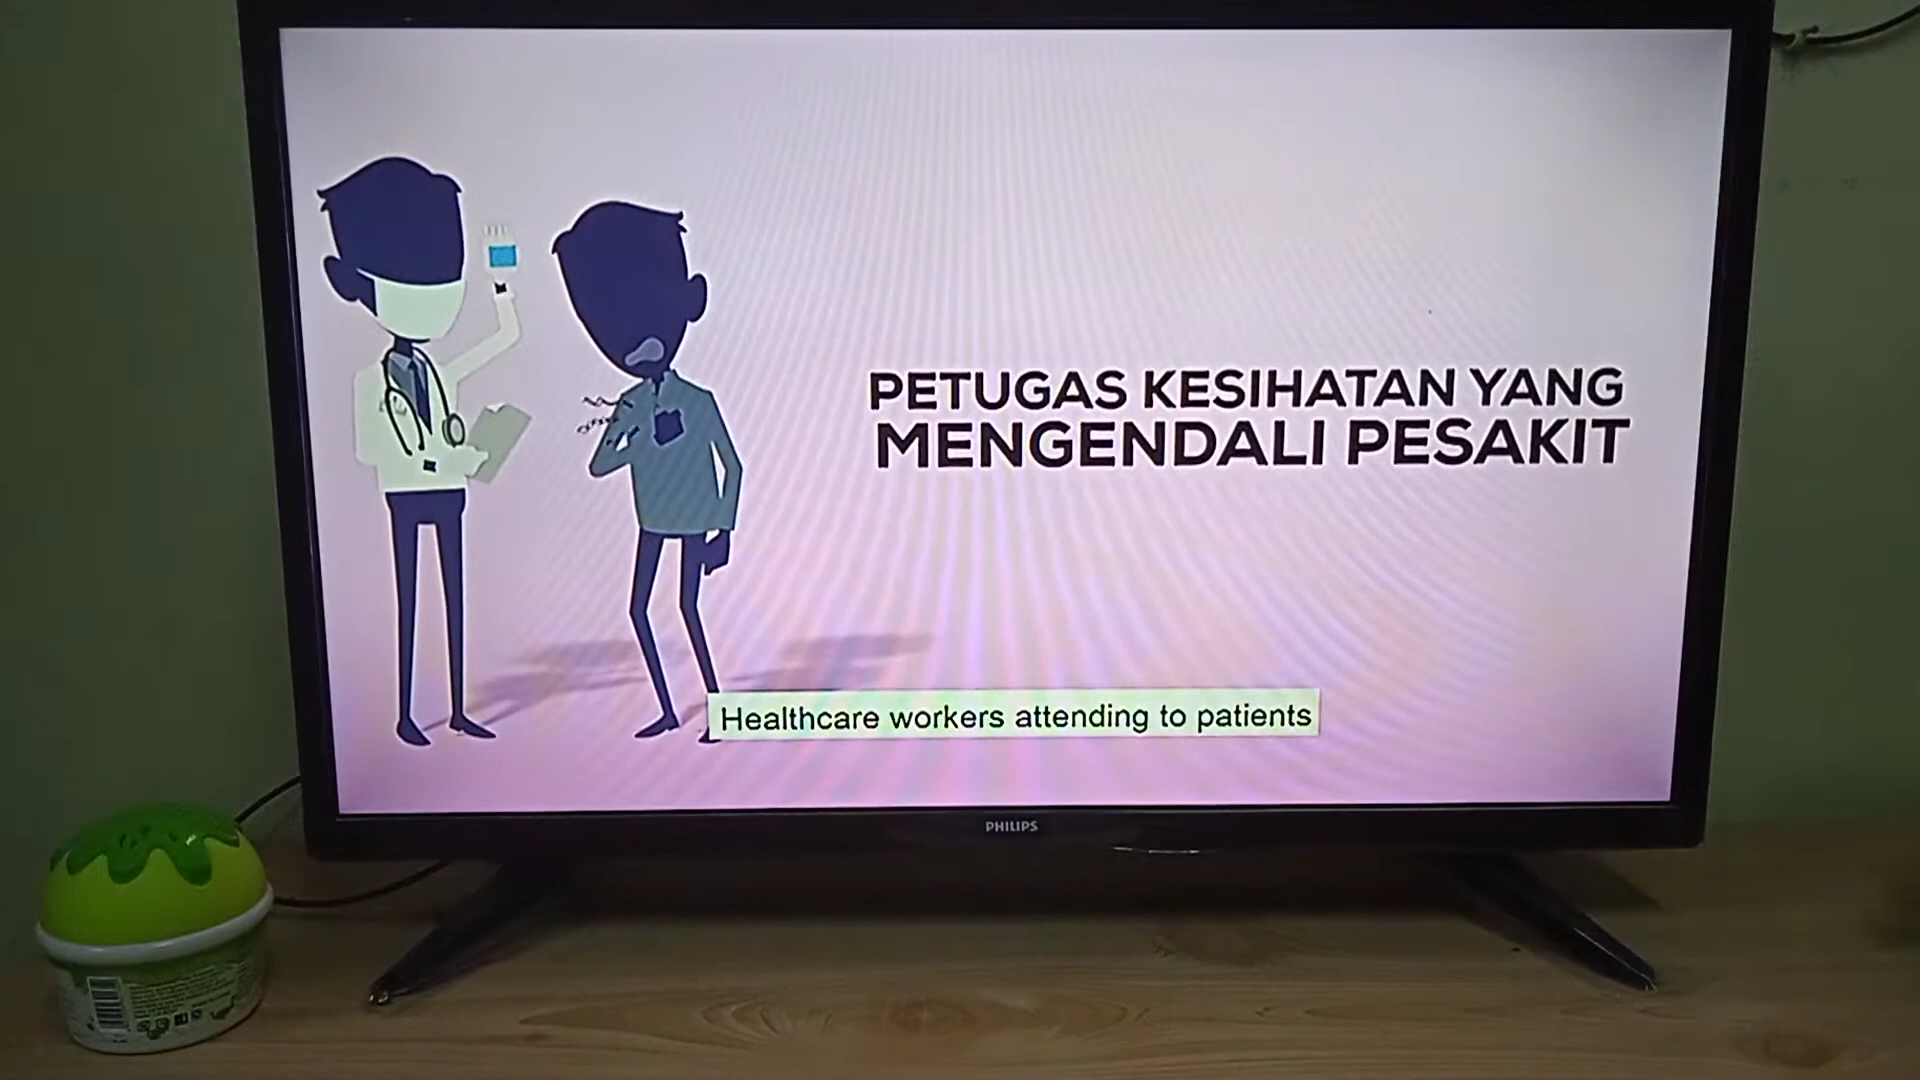 PETUGAS KESIHATAN YANG
MENGENDALI PESAKIT
Healthcare workers attending to patients
PHILIPS